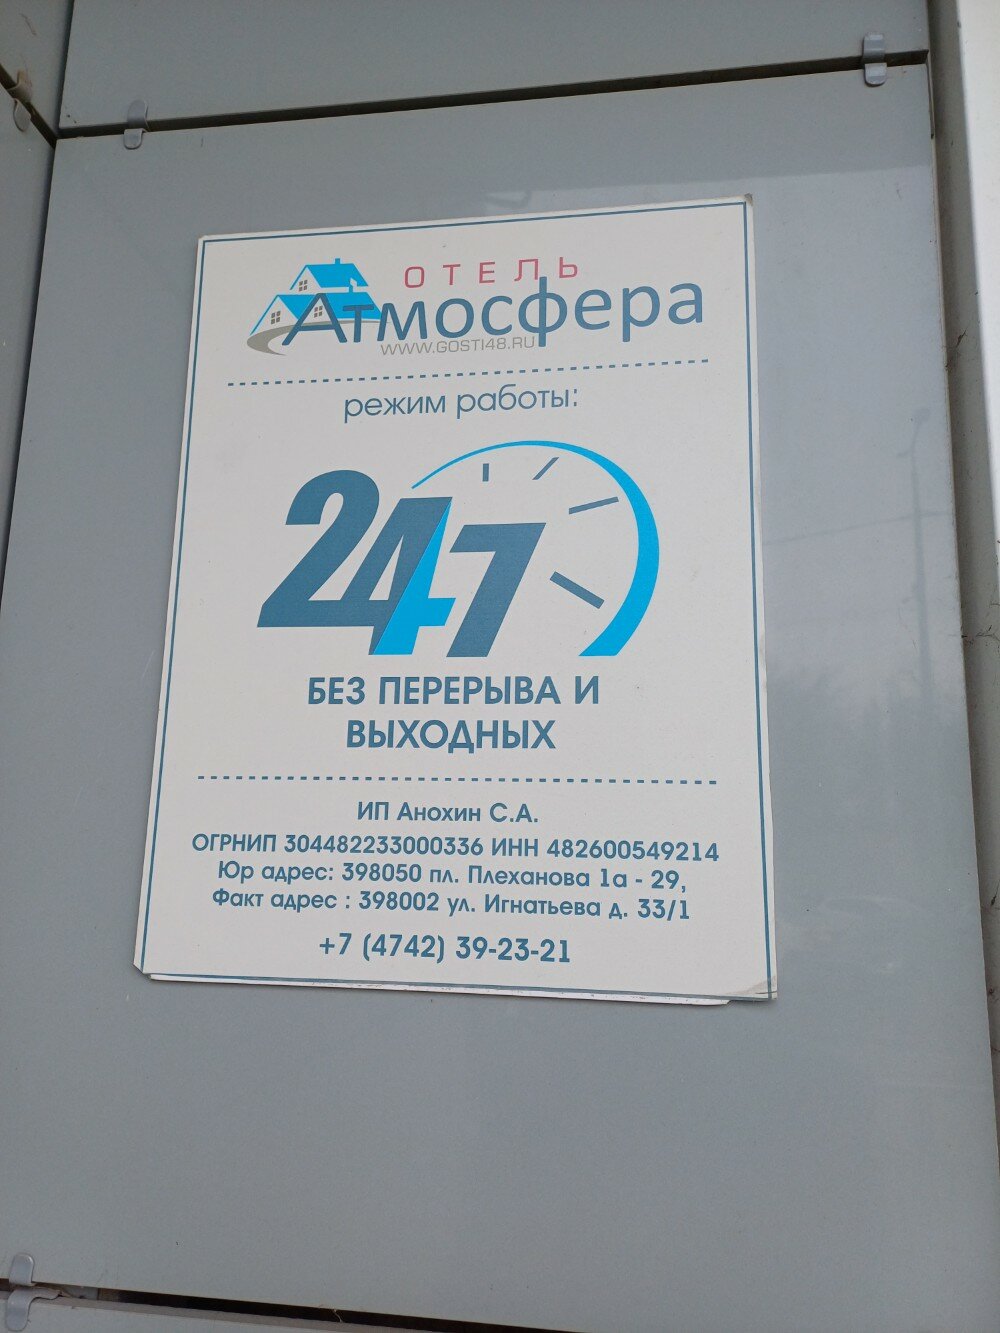 ОТЕЛЬ
Атмосфера
WWW.GOSTI48.RU
режим работы:
24 7
БЕЗ ПЕРЕРЫВА И
ВЫХОДНЫХ
ИП Анохин С.А.
ОГРНИП 304482233000336 ИНН 482600549214
Юр адрес: 398050 пл. Плеханова 1а - 29,
Факт адрес : 398002 ул. Игнатьева д. 33/1
+7 (4742) 39-23-21